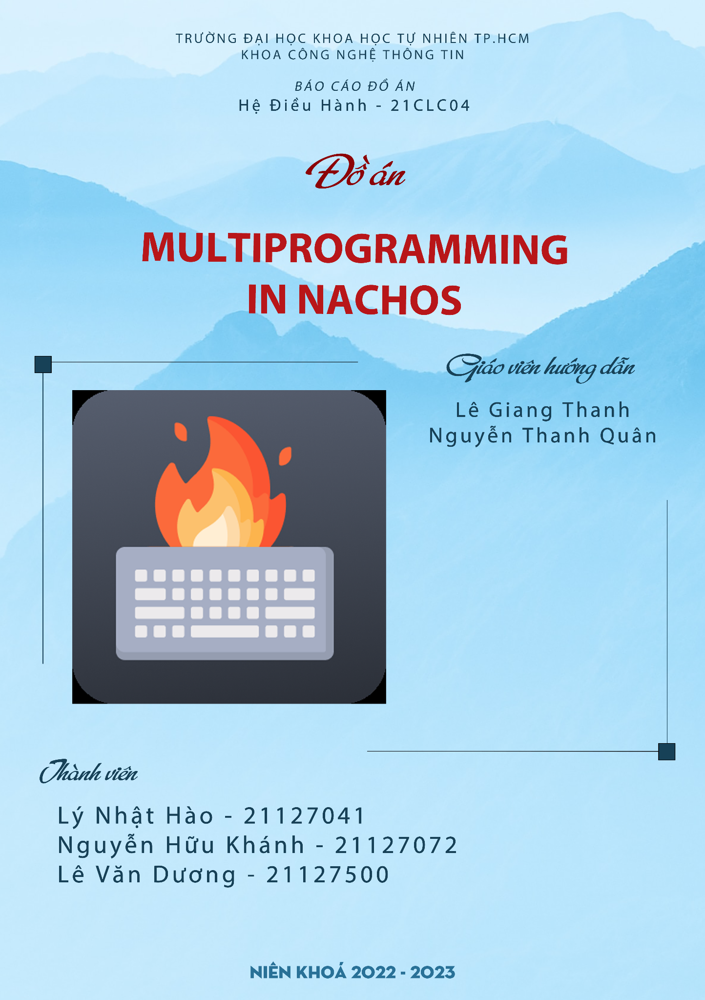 TRƯỜNG ĐẠI HỌC KHOA HỌC TỰ NHIÊN TP.HCM
KHOA CÔNG NGHỆ THÔNG TIN
BÁO CÁO ĐỒ ÁN
Hệ Điều Hành - 21CLC04
Đồ án
MULTIPROGRAMMING
IN NACHOS
Giáo viên hướng dẫn
Lê Giang Thanh
Nguyễn Thanh Quân
Thành viên
Lý Nhật Hào - 21127041
Nguyễn Hữu Khánh - 21127072
Lê Văn Dương - 21127500
NIÊN KHOÁ 2022 - 2023